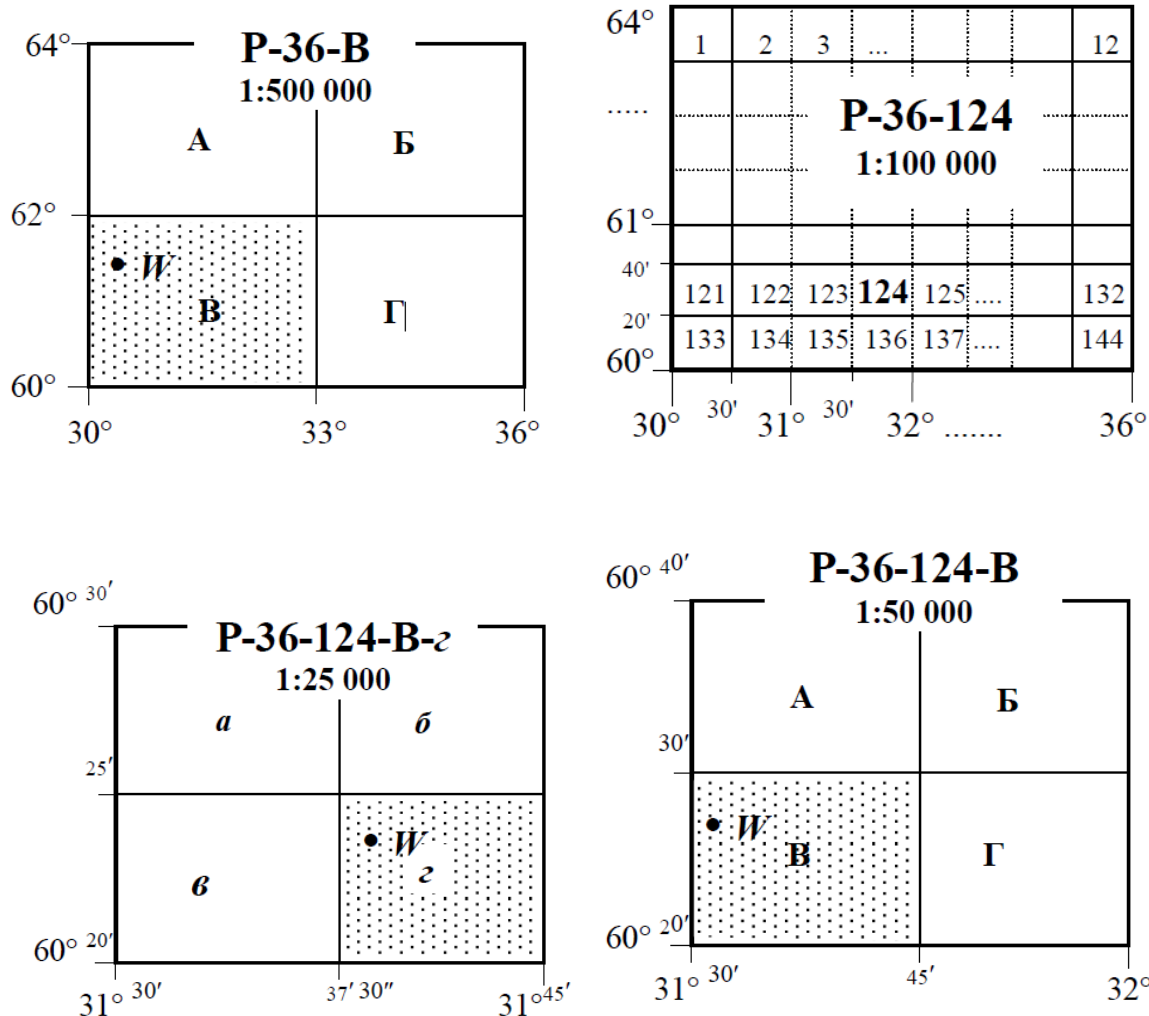 64°
P-36-В
1:500 000
А
Б
62°
W
В
Г
60°
30°
33°
36°
64°
1 2 3 ... 12
.....
P-36-124
1:100 000
61°
40'
121 122 123 124 125 .... 132
20'
133 134 135 136 137 .... 144
60°
30° 30' 31° 30' 32° ....... 36°
60° 30′
P-36-124-В-г
1:25 000
а
б
25′
W
в
г
60° 20′
31° 30′
37′ 30″
31° 45′
60° 40′
P-36-124-В
1:50 000
А
Б
30′
W
В
Г
60° 20′
31° 30′
45′
32°